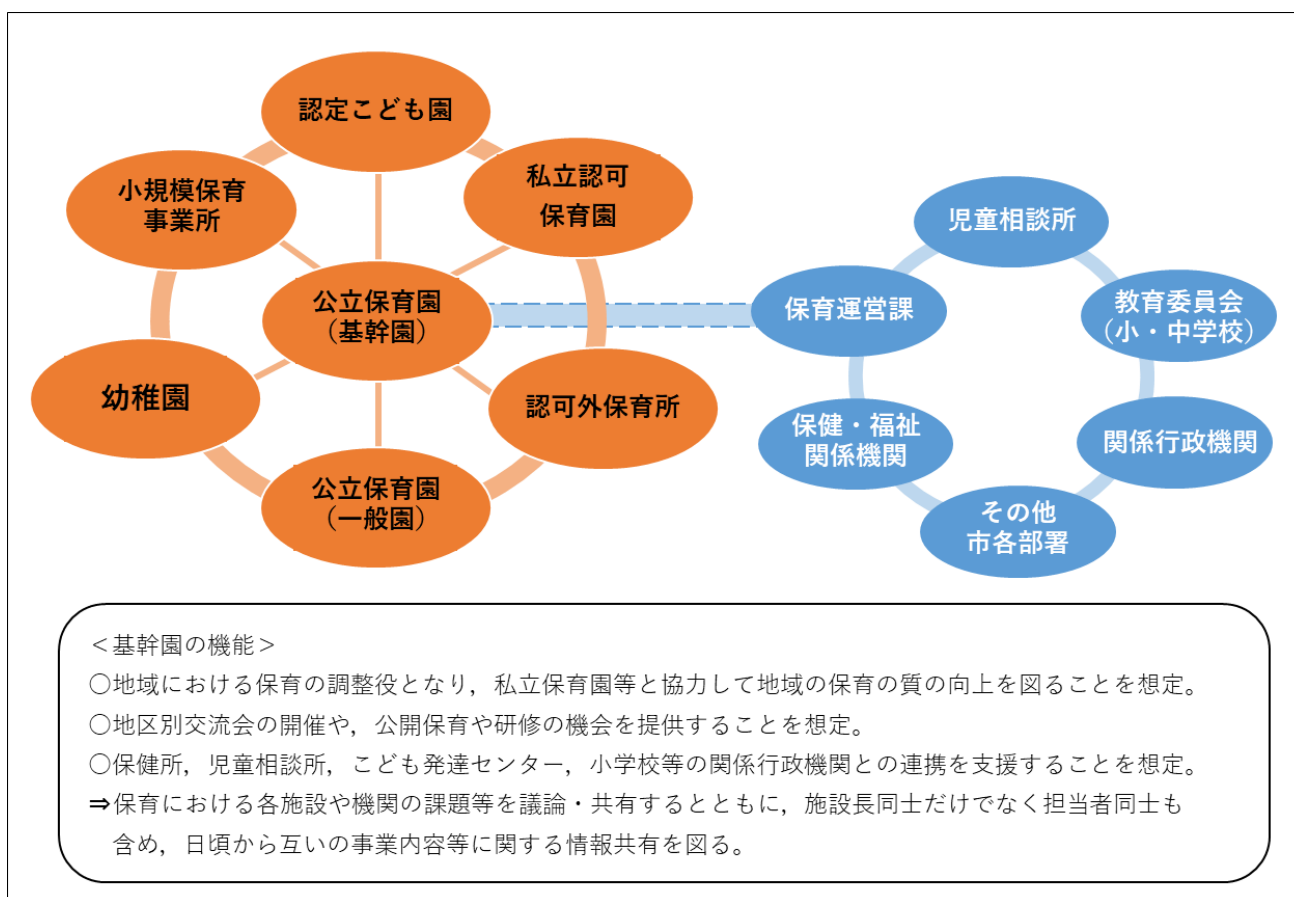 認定こども園
小規模保育
事業所
私立認可
保育園
公立保育園
（基幹園）
幼稚園
認可外保育所
公立保育園
（一般園）
児童相談所
保育運営課
教育委員会
（小・中学校）
保健・福祉
関係機関
関係行政機関
その他
市各部署
＜基幹園の機能＞
○地域における保育の調整役となり，私立保育園等と協力して地域の保育の質の向上を図ることを想定。
○地区別交流会の開催や，公開保育や研修の機会を提供することを想定。
○保健所，児童相談所，こども発達センター，小学校等の関係行政機関との連携を支援することを想定。
⇒保育における各施設や機関の課題等を議論・共有するとともに，施設長同士だけでなく担当者同士も
含め，日頃から互いの事業内容等に関する情報共有を図る。